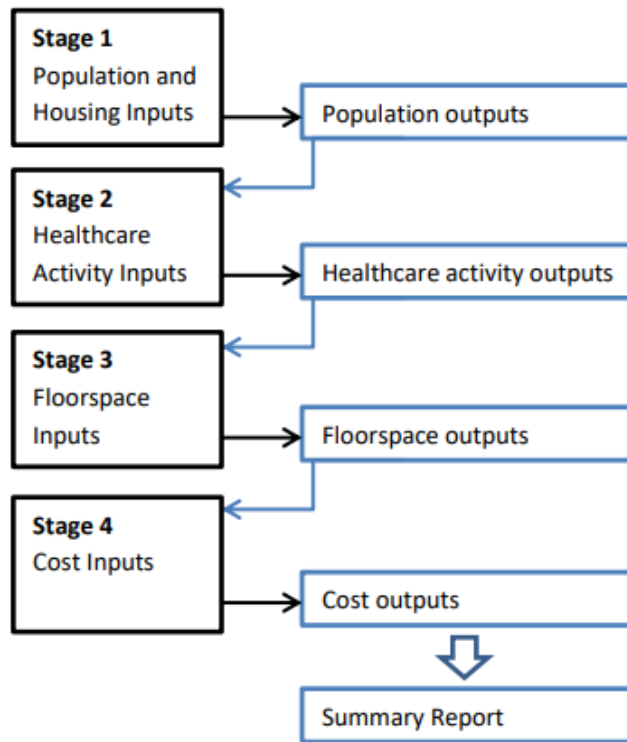 Stage 1
Population and
Housing Inputs
Population outputs
Stage 2
Healthcare
Activity Inputs
Healthcare activity outputs
Stage 3
Floorspace
Inputs
Floorspace outputs
Stage 4
Cost Inputs
Cost outputs
Summary Report